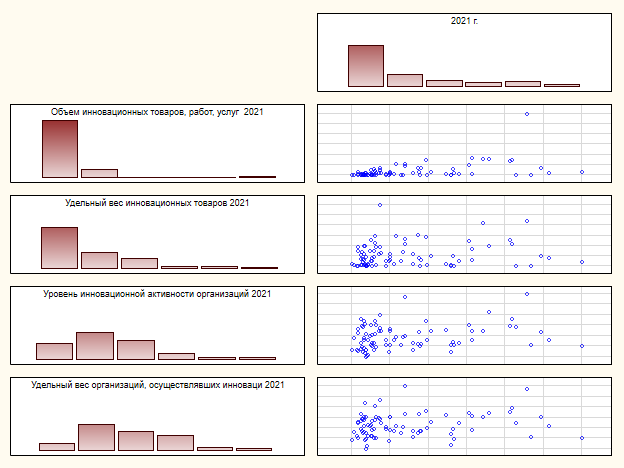 2021 г.
Объем инновационных товаров, работ, услуг 2021
Удельный вес инновационных товаров 2021
Уровень инновационной активности организаций 2021
Удельный вес организаций, осуществлявших инноваци 2021